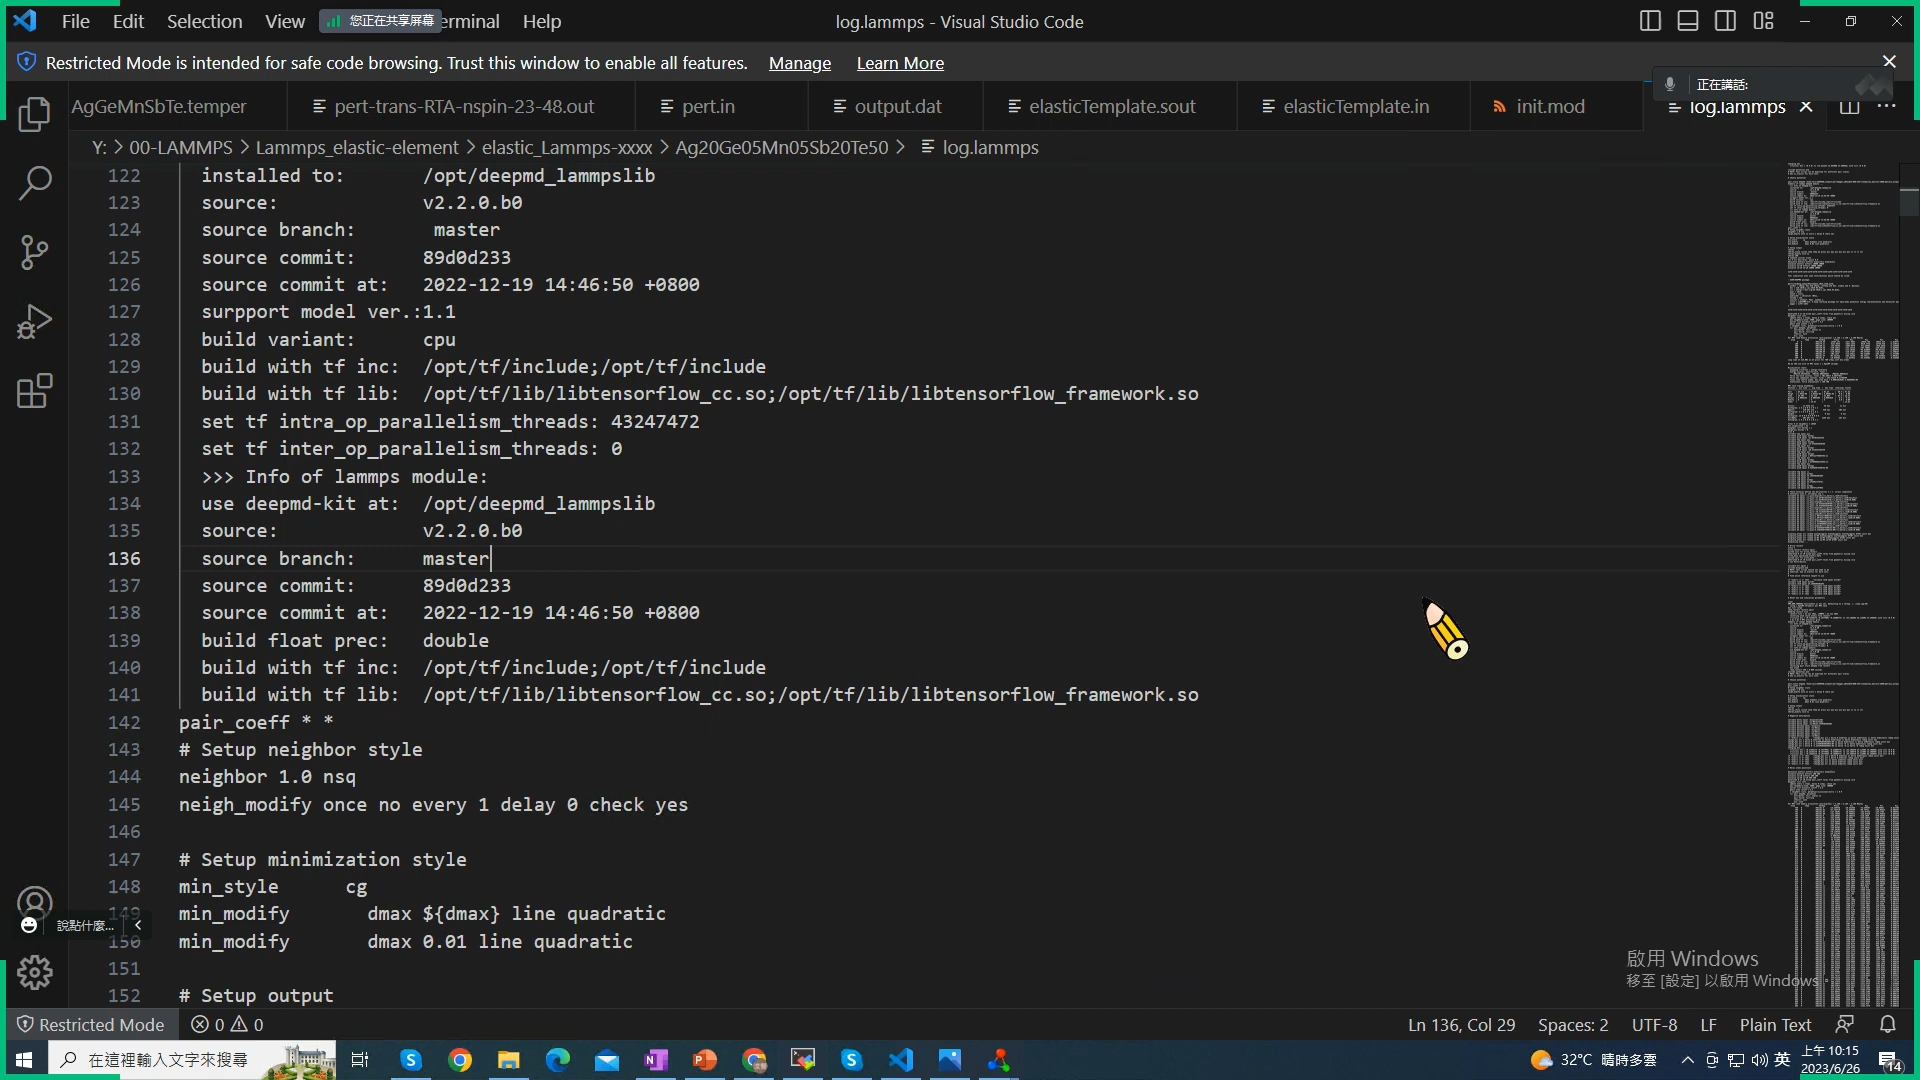 File Edit Selection View 您正在共享屏幕 erminal Help
log.lammps - Visual Studio Code
Restricted Mode is intended for safe code browsing. Trust this window to enable all features. Manage Learn More
正在講話:
AgGeMnSbTe.temper pert-trans-RTA-nspin-23-48.out pert.in output.dat elasticTemplate.sout elasticTemplate.in init.mod log.lammps
Y: > 00-LAMMPS > Lammps_elastic-element > elastic_Lammps-xxxx > Ag20Ge05Mn05Sb20Te50 > log.lammps
122 installed to: /opt/deepmd_lammpslib
123 source: v2.2.0.b0
124 source branch: master
125 source commit: 89d0d233
126 source commit at: 2022-12-19 14:46:50 +0800
127 surpport model ver.:1.1
128 build variant: cpu
129 build with tf inc: /opt/tf/include;/opt/tf/include
130 build with tf lib: /opt/tf/lib/libtensorflow_cc.so;/opt/tf/lib/libtensorflow_framework.so
131 set tf intra_op_parallelism_threads: 43247472
132 set tf inter_op_parallelism_threads: 0
133 >>> Info of lammps module:
134 use deepmd-kit at: /opt/deepmd_lammpslib
135 source: v2.2.0.b0
136 source branch: master
137 source commit: 89d0d233
138 source commit at: 2022-12-19 14:46:50 +0800
139 build float prec: double
140 build with tf inc: /opt/tf/include;/opt/tf/include
141 build with tf lib: /opt/tf/lib/libtensorflow_cc.so;/opt/tf/lib/libtensorflow_framework.so
142 pair_coeff * *
143 # Setup neighbor style
144 neighbor 1.0 nsq
145 neigh_modify once no every 1 delay 0 check yes
146
147 # Setup minimization style
148 min_style cg
149 min_modify dmax ${dmax} line quadratic
150 min_modify dmax 0.01 line quadratic
151
152 # Setup output
說點什麼...
啟用 Windows
移至 [設定] 以啟用 Windows。
Restricted Mode 0 0 Ln 136, Col 29 Spaces: 2 UTF-8 LF Plain Text
在這裡輸入文字來搜尋
32°C 晴時多雲 英 上午 10:15
2023/6/26
14